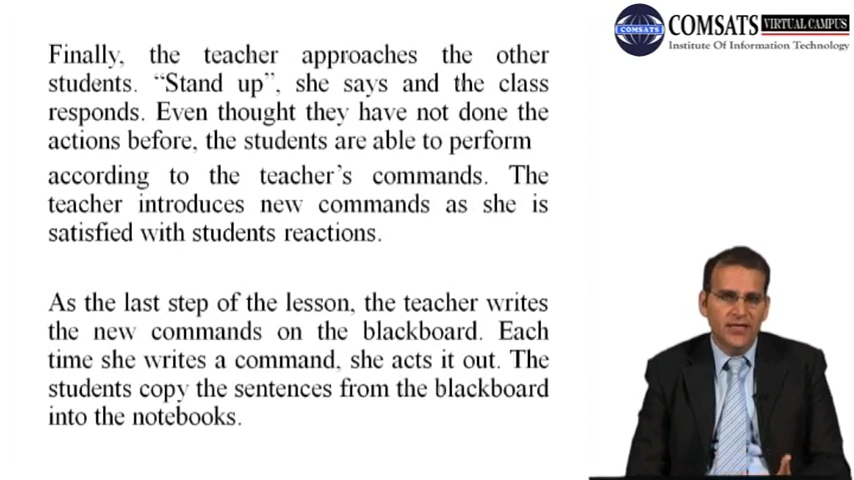 COMSATS VIRTUAL CAMPUS
COMSATS
Institute Of Information Technology
Finally, the teacher approaches the other
students. “Stand up”, she says and the class
responds. Even thought they have not done the
actions before, the students are able to perform
according to the teacher’s commands. The
teacher introduces new commands as she is
satisfied with students reactions.
As the last step of the lesson, the teacher writes
the new commands on the blackboard. Each
time she writes a command, she acts it out. The
students copy the sentences from the blackboard
into the notebooks.